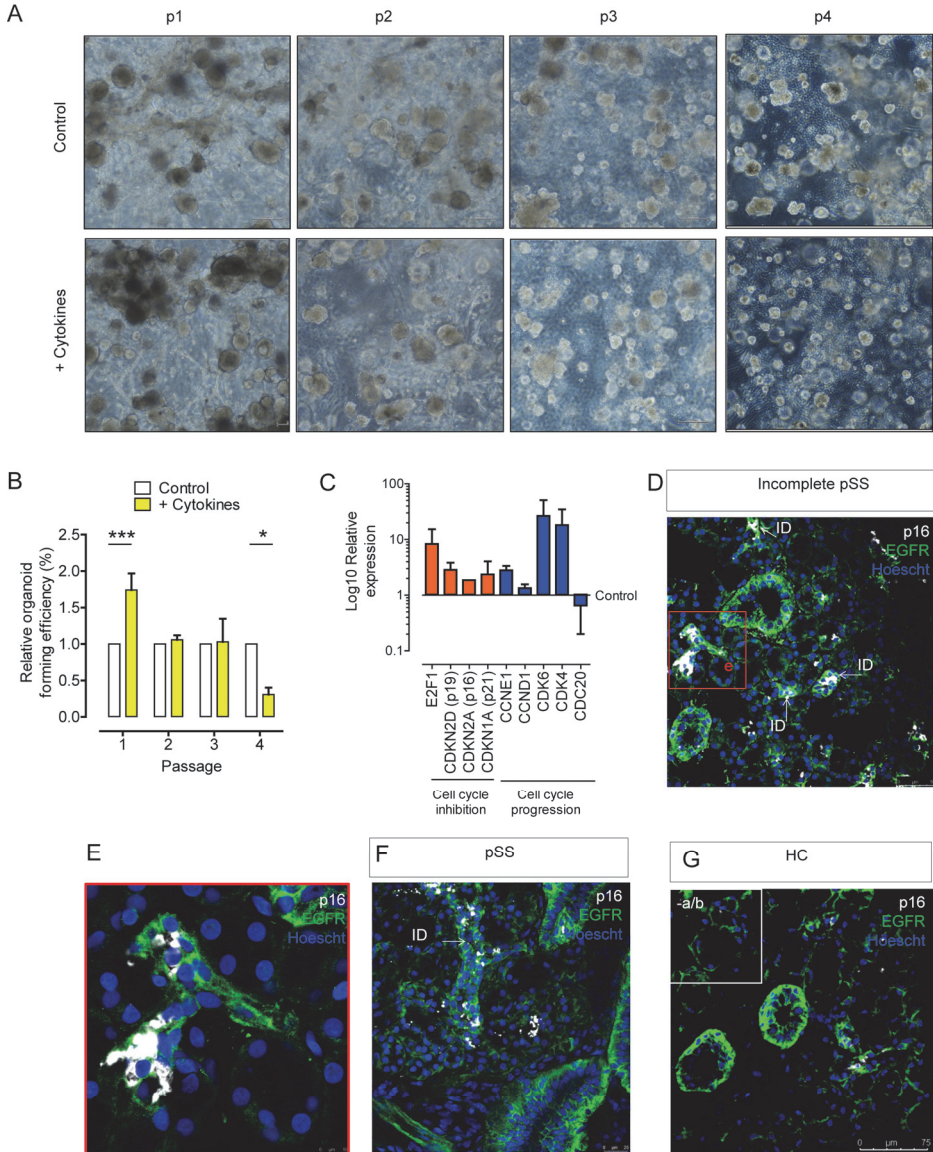 A
p1 p2 p3 p4
Control
+ Cytokines
B
Control
+ Cytokines
Relative organoid
forming efficiency (%)
2.5
2.0
1.5
1.0
0.5
0.0
***
*
1 2 3 4
Passage
C
Log10 Relative
expression
100
10
1
0.1
Control
E2F1
CDKN2D (p19)
CDKN2A (p16)
CDKN1A (p21)
CCNE1
CCND1
CDK6
CDK4
CDC20
Cell cycle
inhibition
Cell cycle
progression
D
Incomplete pSS
p16
EGFR
Hoescht
ID
e
ID
ID
E
p16
EGFR
Hoescht
F
pSS
p16
EGFR
Hoescht
ID
G
HC
-a/b
p16
EGFR
Hoescht
0 µm 75